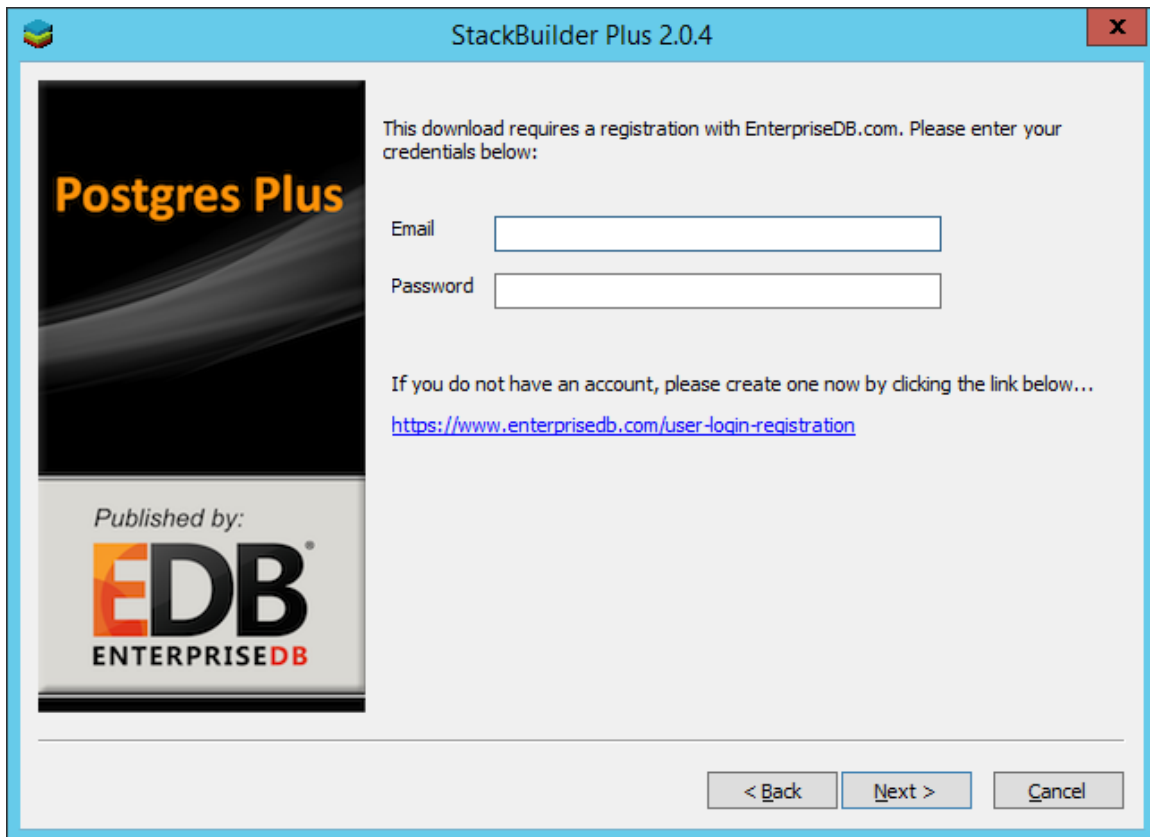 StackBuilder Plus 2.0.4
x
Postgres Plus
Published by:
EDB®
ENTERPRISEDB
This download requires a registration with EnterpriseDB.com. Please enter your
credentials below:
Email
Password
If you do not have an account, please create one now by clicking the link below...
https://www.enterprisedb.com/user-login-registration
< Back
Next >
Cancel